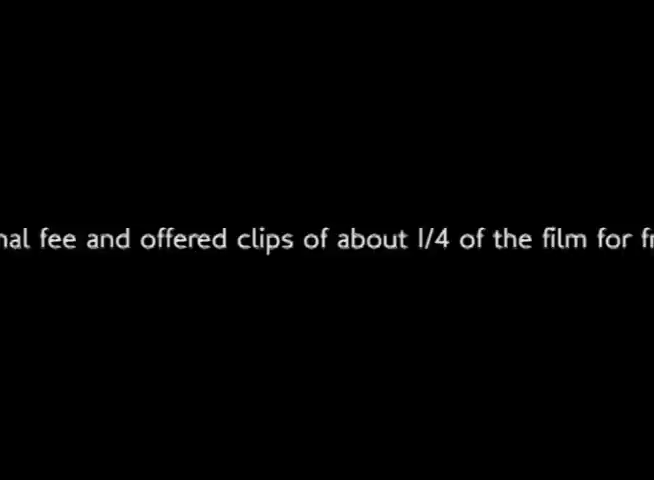 nal fee and offered clips of about 1/4 of the film for fr